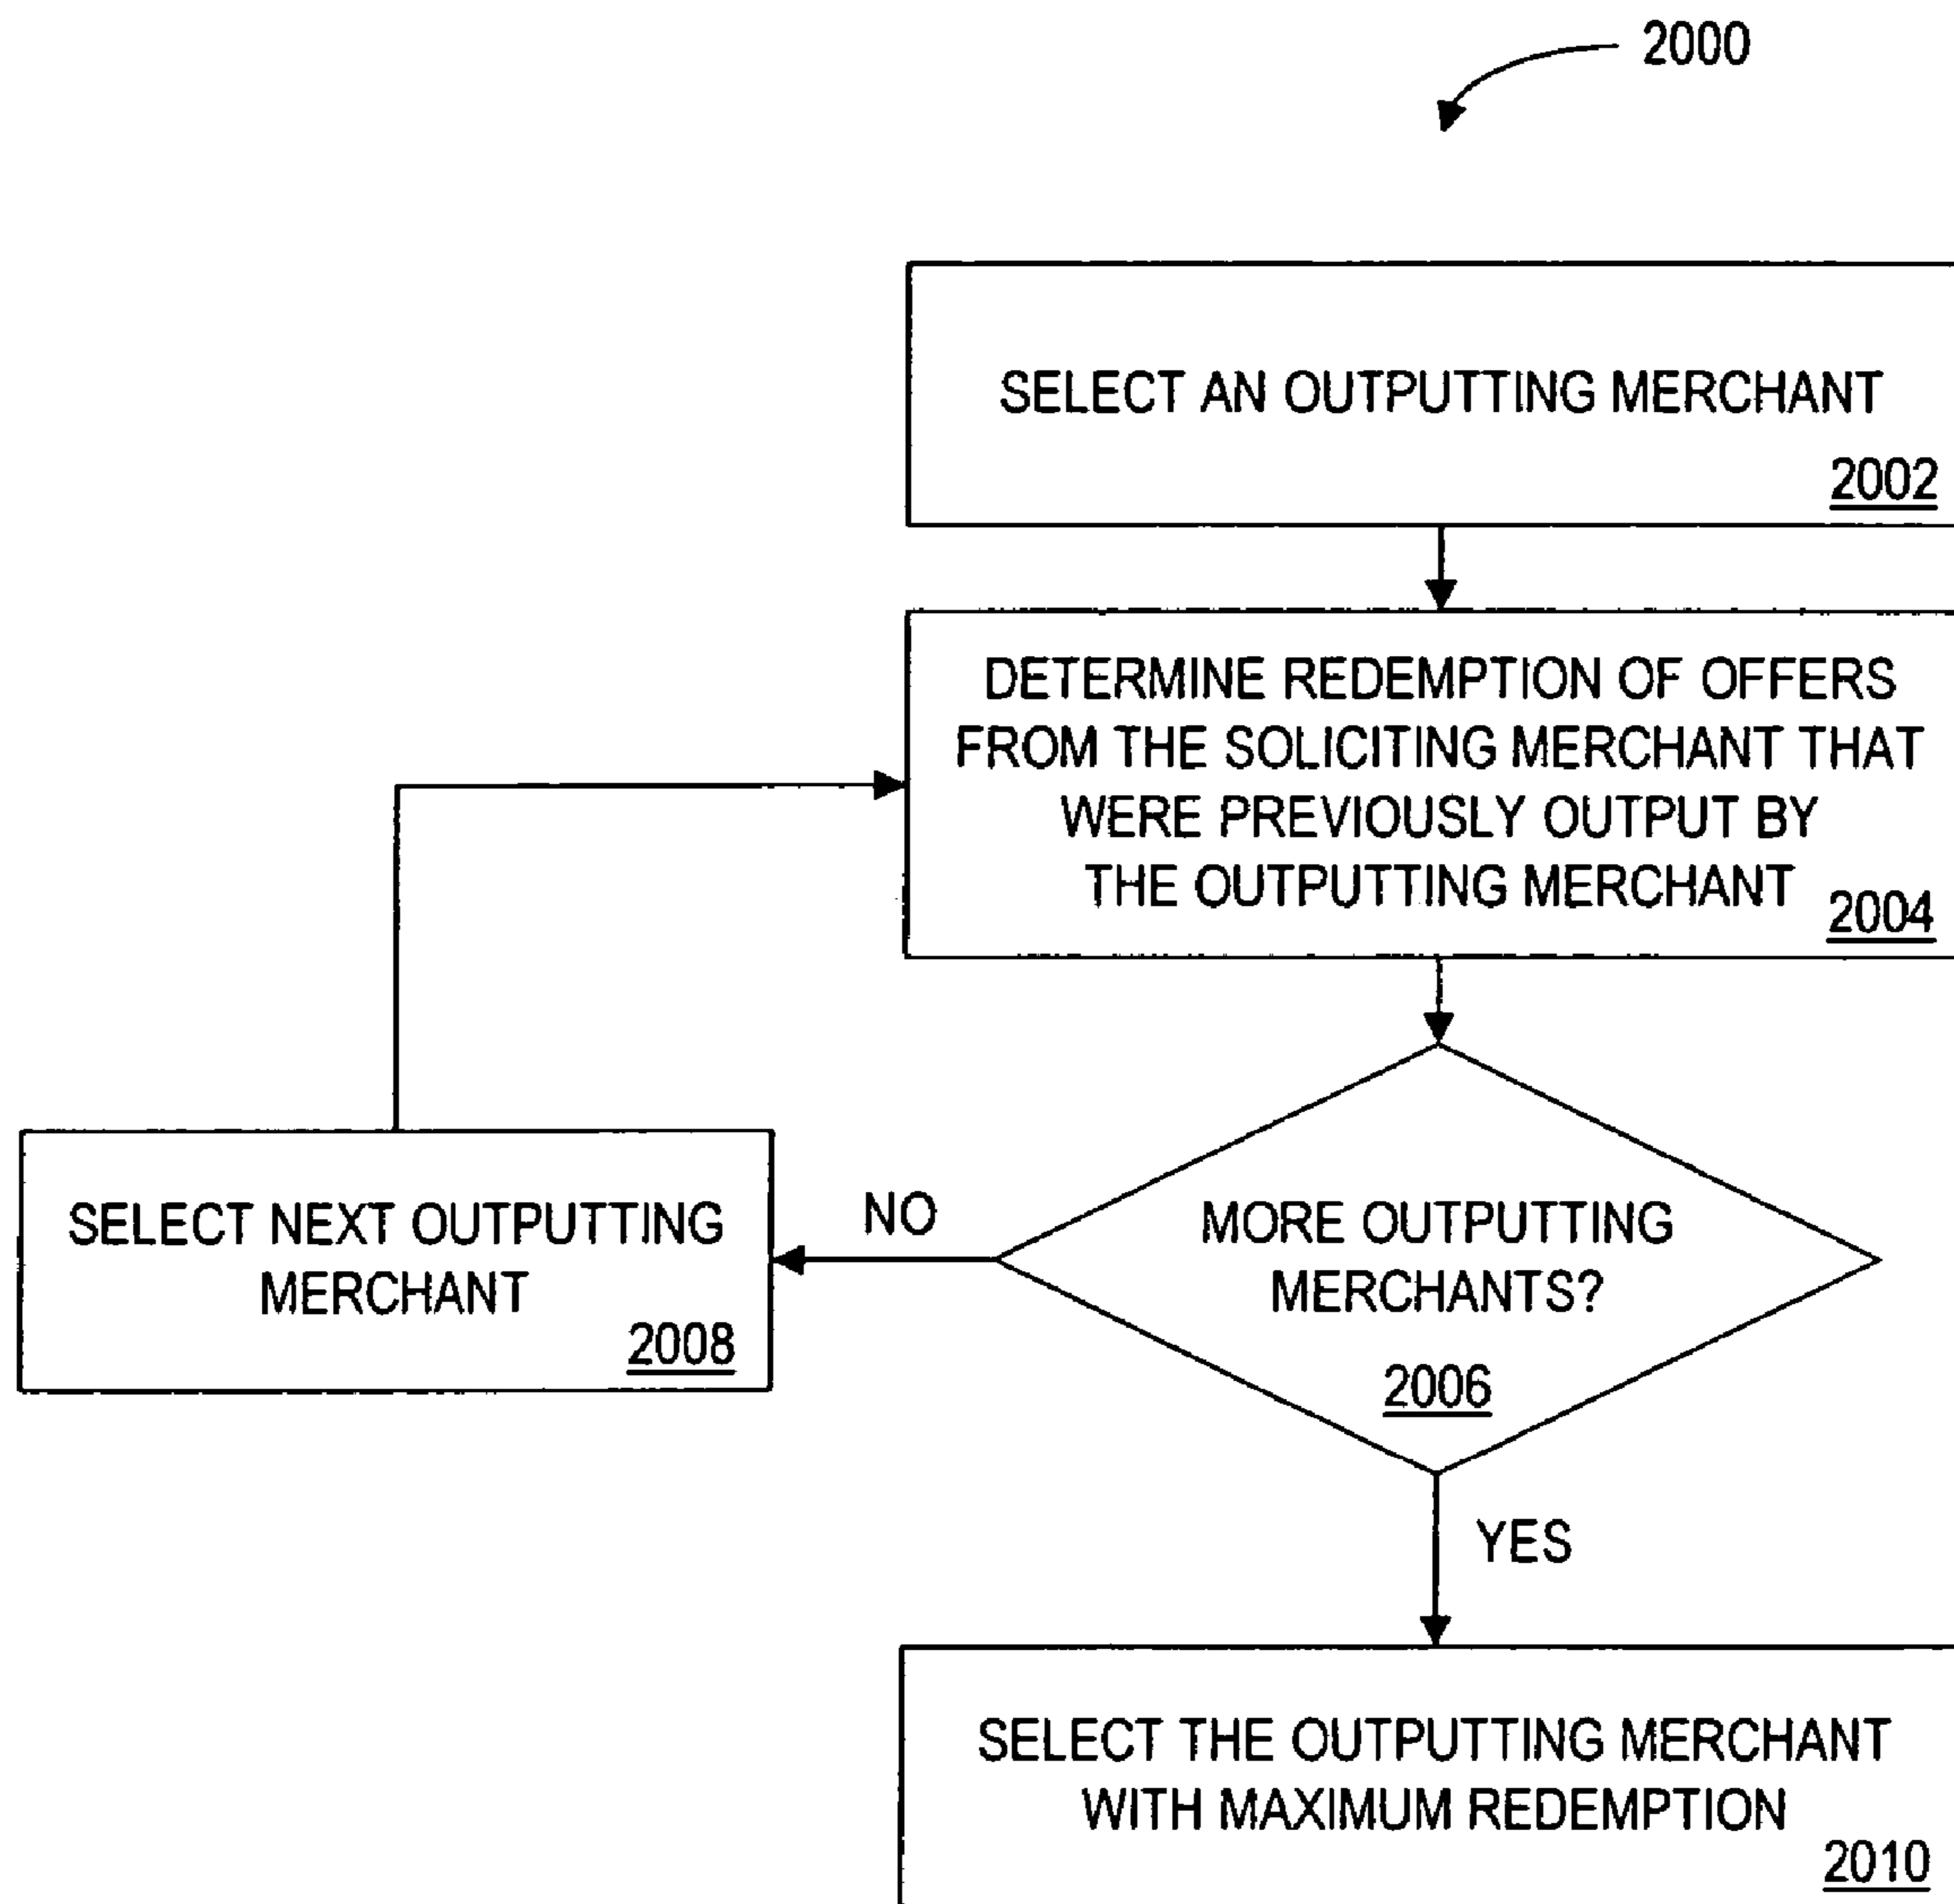 2000
SELECT AN OUTPUTTING MERCHANT
2002
DETERMINE REDEMPTION OF OFFERS
FROM THE SOLICITING MERCHANT THAT
WERE PREVIOUSLY OUTPUT BY
THE OUTPUTTING MERCHANT
2004
SELECT NEXT OUTPUTTING
MERCHANT
2008
NO
MORE OUTPUTTING
MERCHANTS?
2006
YES
SELECT THE OUTPUTTING MERCHANT
WITH MAXIMUM REDEMPTION
2010